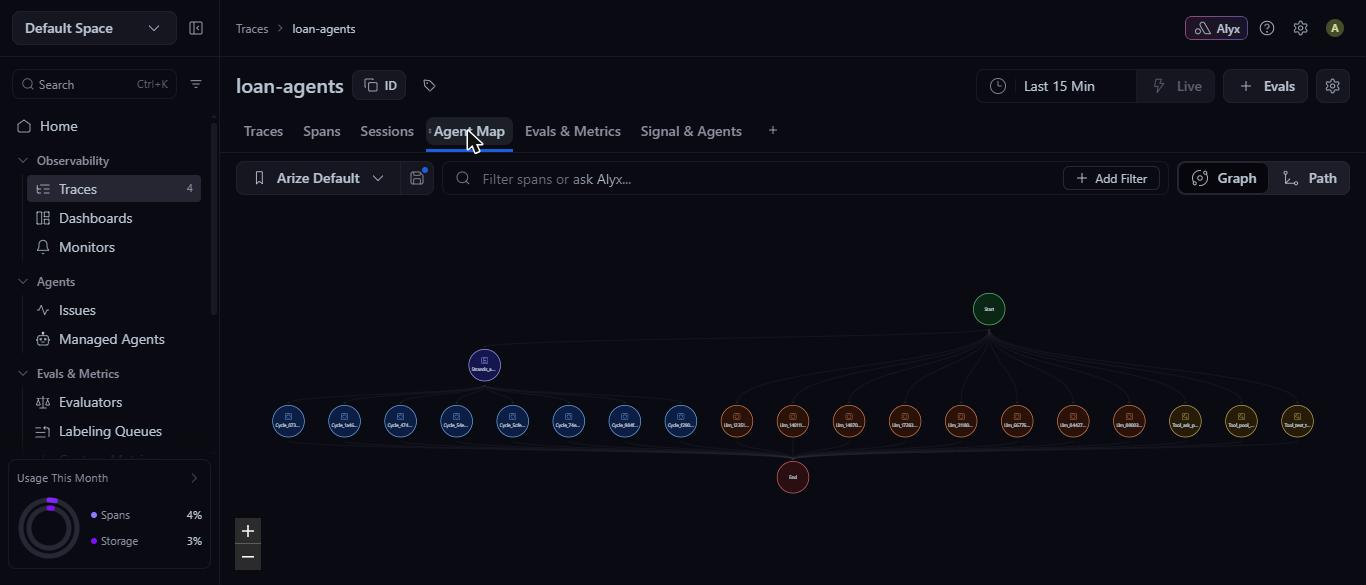 Default Space
Traces > loan-agents
Alyx
A
Search Ctrl+K
loan-agents
ID
Last 15 Min
Live
Evals
Home
Traces
Spans
Sessions
Agent Map
Evals & Metrics
Signal & Agents
+
Observability
Traces 4
Dashboards
Monitors
Arize Default
Filter spans or ask Alyx...
Add Filter
Graph
Path
Agents
Issues
Managed Agents
Evals & Metrics
Evaluators
Labeling Queues
Usage This Month
Spans 4%
Storage 3%
Start
End
+
−